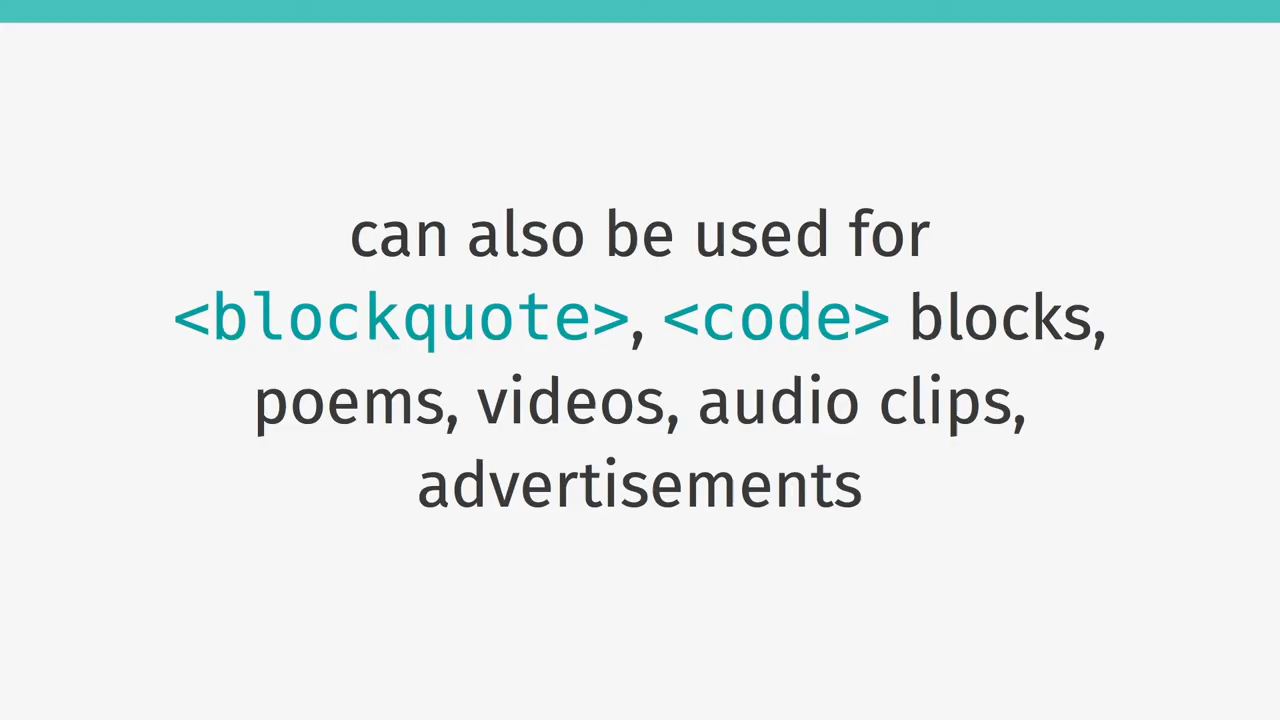 can also be used for
<blockquote>, <code> blocks,
poems, videos, audio clips,
advertisements